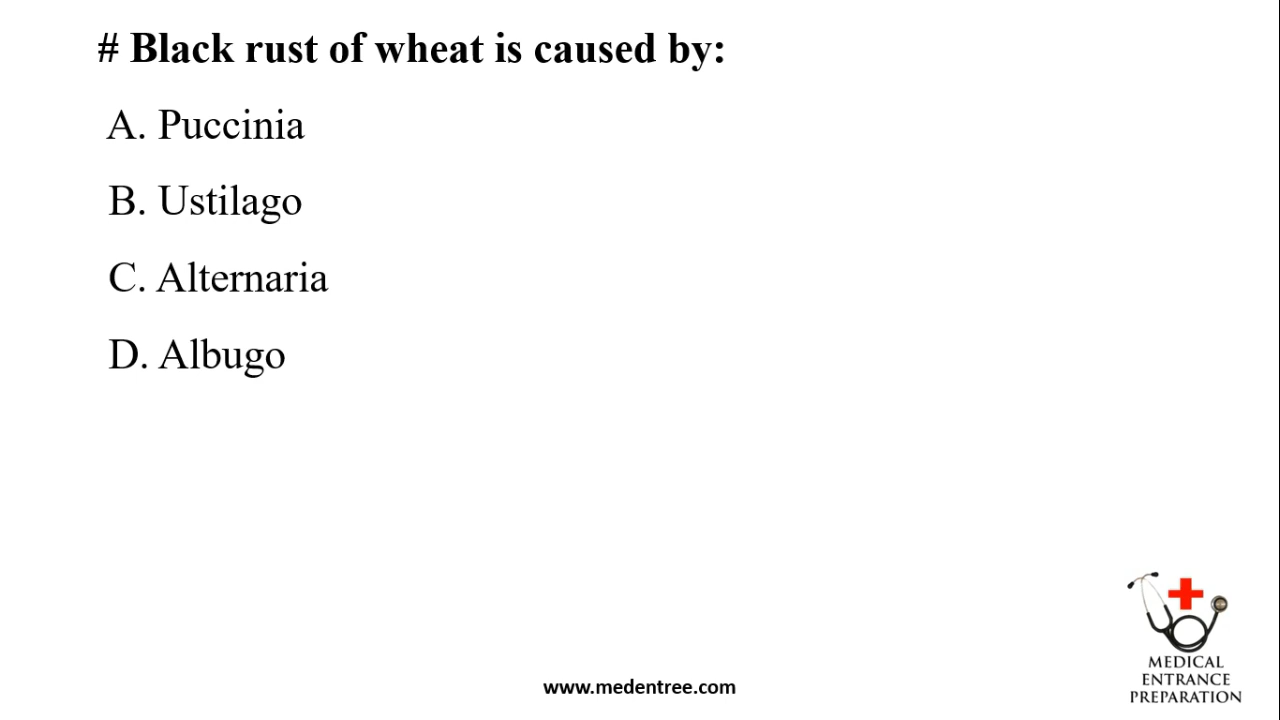 # Black rust of wheat is caused by:
A. Puccinia
B. Ustilago
C. Alternaria
D. Albugo
www.medentree.com
MEDICAL
ENTRANCE
PREPARATION